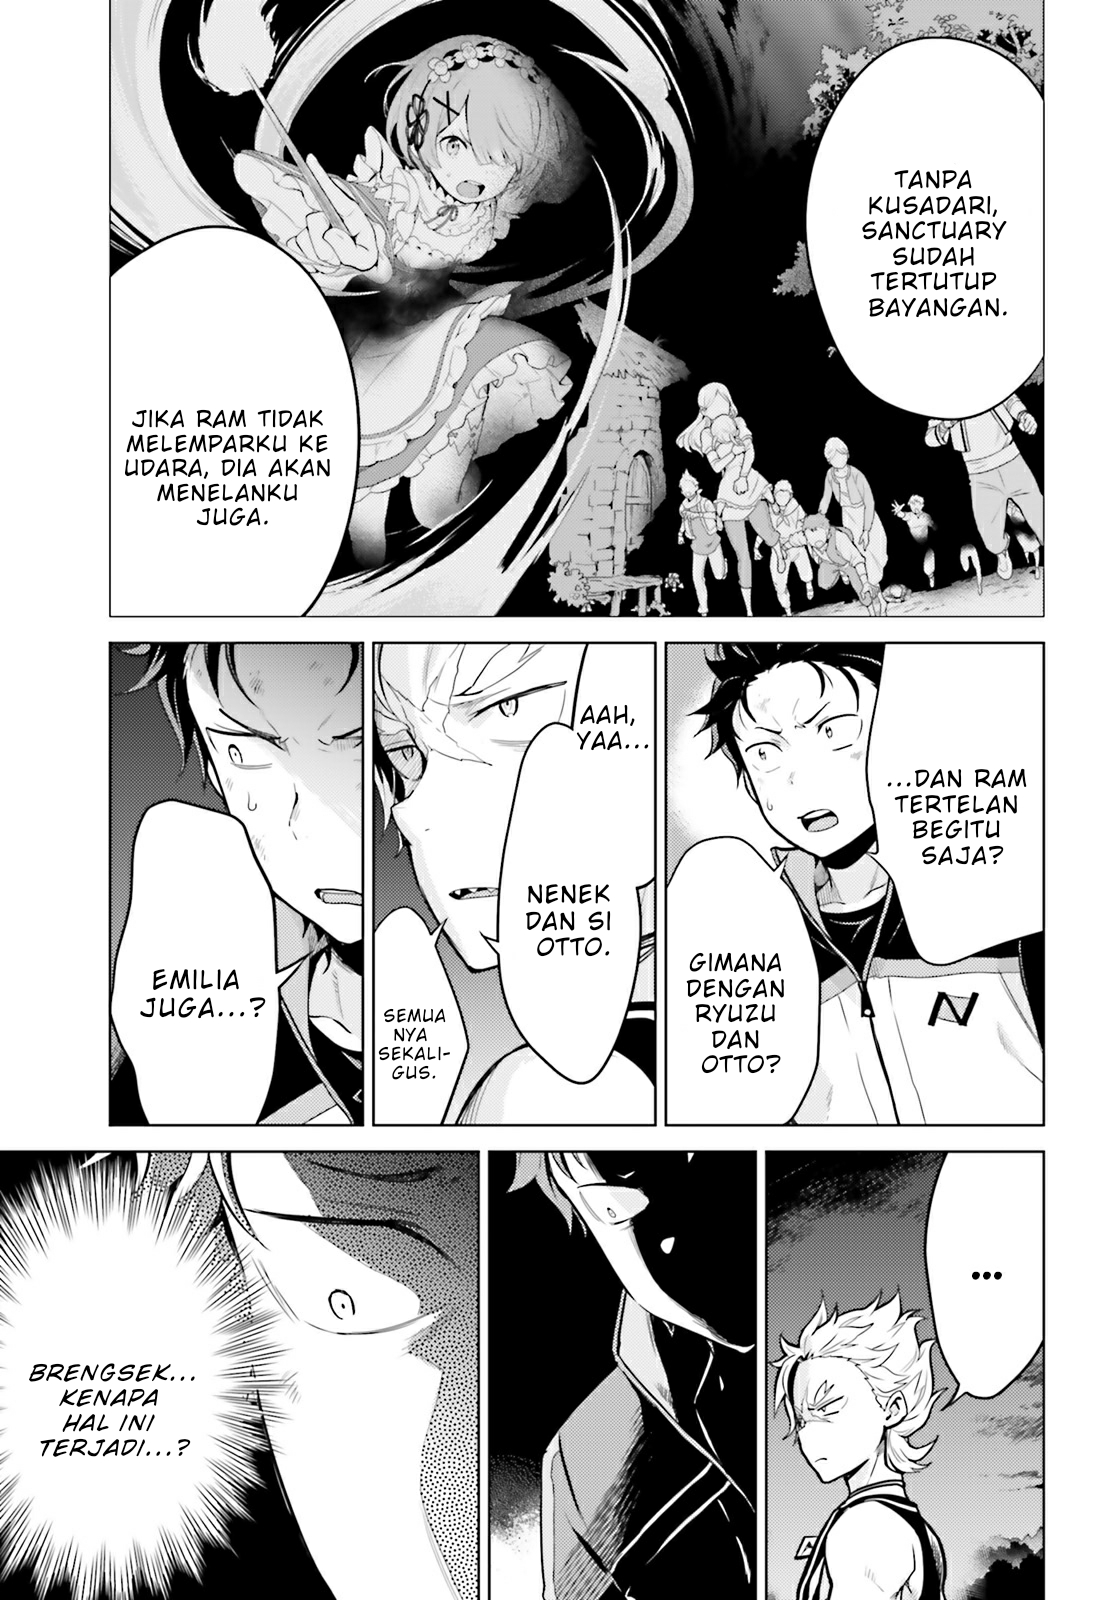 TANPA
KUSADARI,
SANCTUARY
SUDAH
TERTUTUP
BAYANGAN.
JIKA RAM TIDAK
MELEMPARKU KE
UDARA, DIA AKAN
MENELANKU
JUGA.
...DAN RAM
TERTELAN
BEGITU
SAJA?
GIMANA
DENGAN
RYUZU
DAN
OTTO?
AAH,
YAA...
NENEK
DAN SI
OTTO.
SEMUA
NYA
SEKALI-
GUS.
EMILIA
JUGA...?
...
BRENGSEK...
KENAPA
HAL INI
TERJADI...?